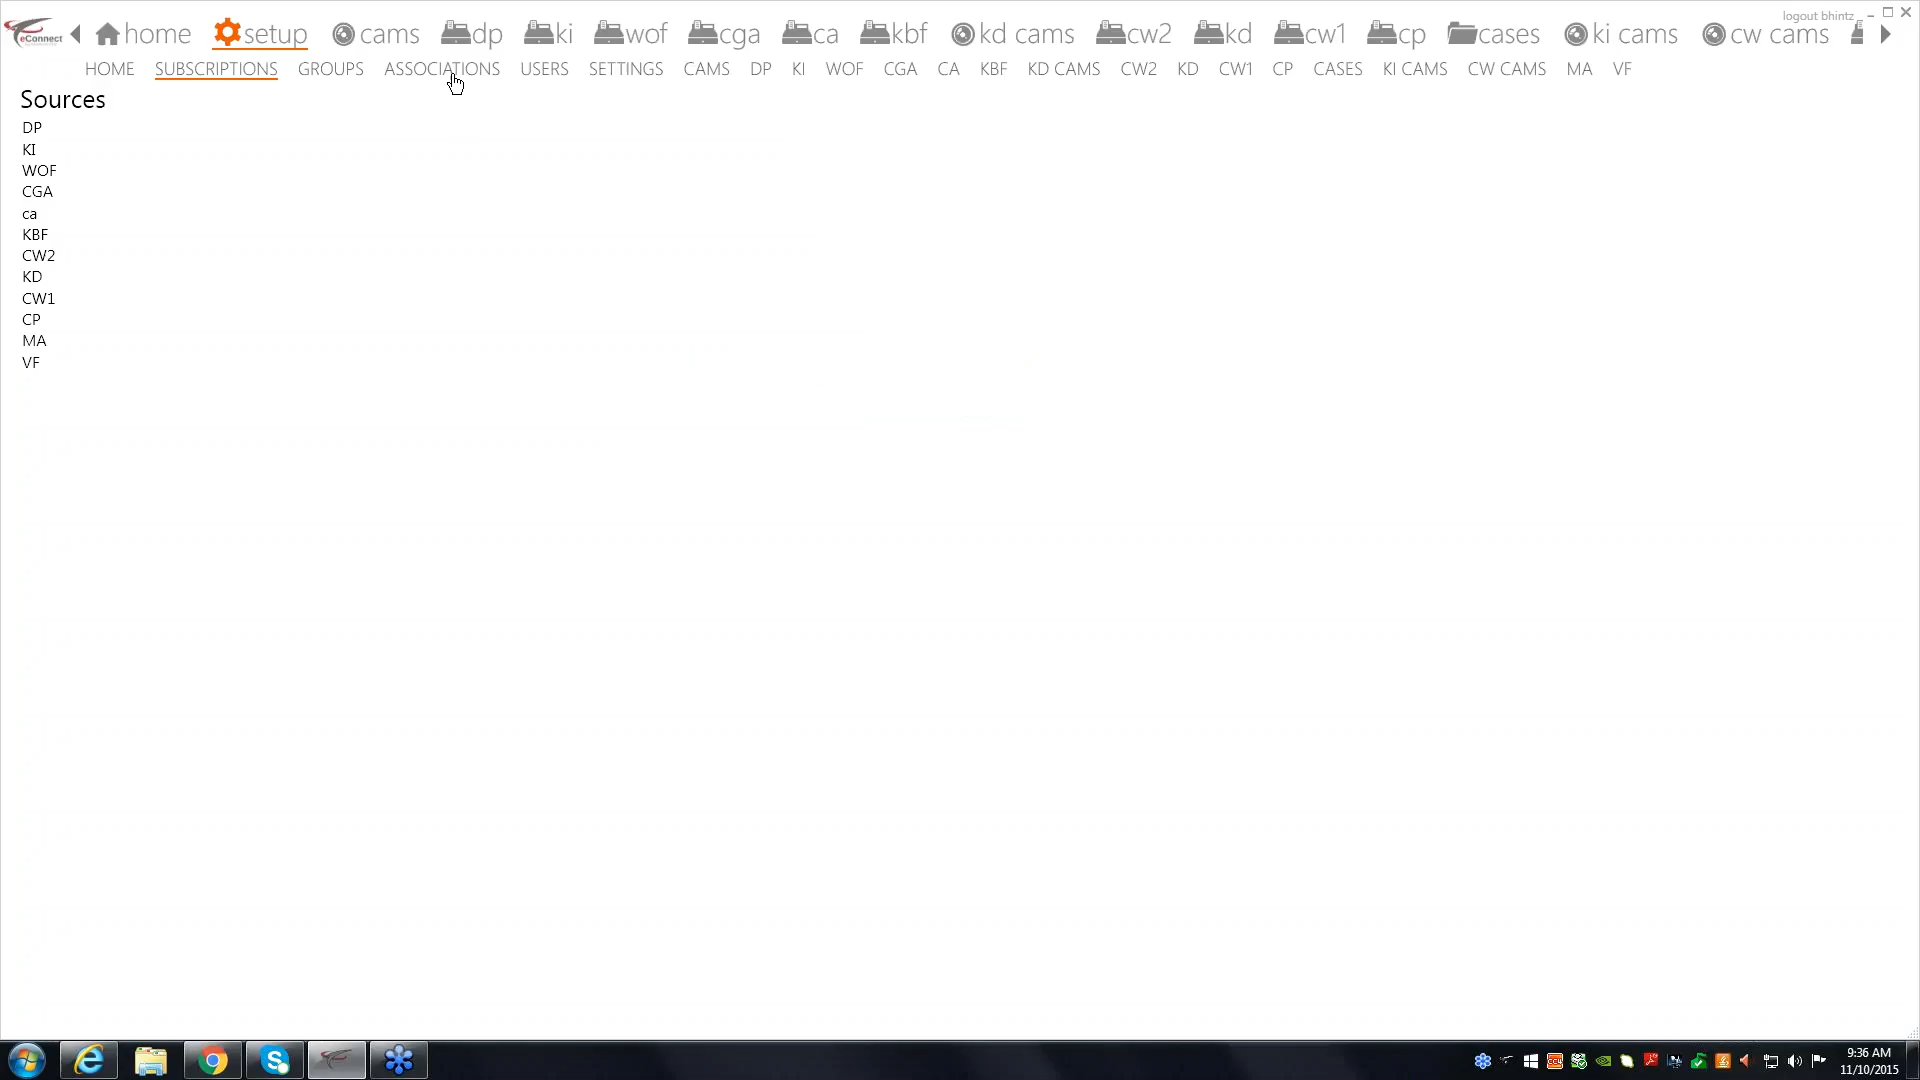 logout bhintz
eConnect home setup cams dp ki wof cga ca kbf kd cams cw2 kd cw1 cp cases ki cams cw cams
HOME SUBSCRIPTIONS GROUPS ASSOCIATIONS USERS SETTINGS CAMS DP KI WOF CGA CA KBF KD CAMS CW2 KD CW1 CP CASES KI CAMS CW CAMS MA VF
Sources
DP
KI
WOF
CGA
ca
KBF
CW2
KD
CW1
CP
MA
VF
9:36 AM
11/10/2015